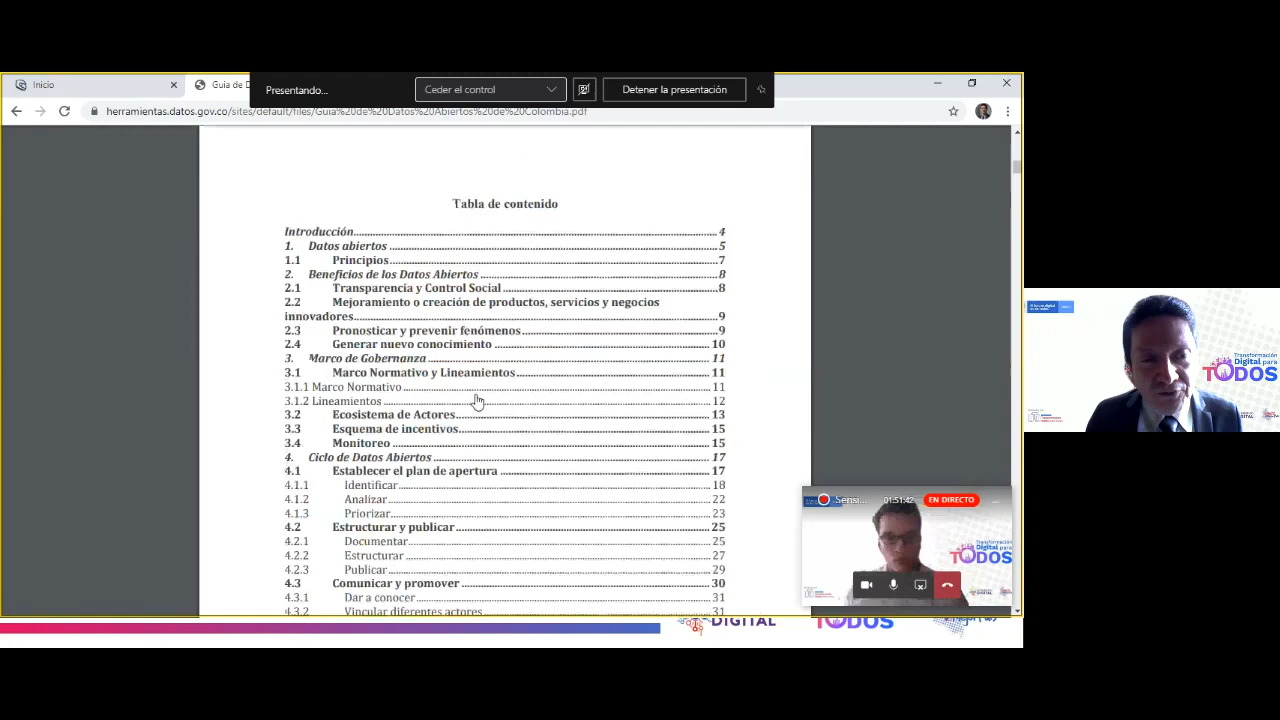 Inicio
Guia de D
Presentando...
Ceder el control
Detener la presentación
herramientas.datos.gov.co/sites/default/files/Guia%20de%20Datos%20Abiertos%20de%20Colombia.pdf
Tabla de contenido
Introducción 4
1. Datos abiertos 5
1.1 Principios 7
2. Beneficios de los Datos Abiertos 8
2.1 Transparencia y Control Social 8
2.2 Mejoramiento o creación de productos, servicios y negocios
innovadores 9
2.3 Pronosticar y prevenir fenómenos 9
2.4 Generar nuevo conocimiento 10
3. Marco de Gobernanza 11
3.1 Marco Normativo y Lineamientos 11
3.1.1 Marco Normativo 11
3.1.2 Lineamientos 12
3.2 Ecosistema de Actores 13
3.3 Esquema de incentivos 15
3.4 Monitoreo 15
4. Ciclo de Datos Abiertos 17
4.1 Establecer el plan de apertura 17
4.1.1 Identificar 18
4.1.2 Analizar 22
4.1.3 Priorizar 23
4.2 Estructurar y publicar 25
4.2.1 Documentar 25
4.2.2 Estructurar 27
4.2.3 Publicar 29
4.3 Comunicar y promover 30
4.3.1 Dar a conocer 31
4.3.2 Vincular diferentes actores 31
Sensi...
01:51:42
EN DIRECTO
Transformación
Digital para
TODOS
DIGITAL
TODOS
Transformación
Digital para
TODOS